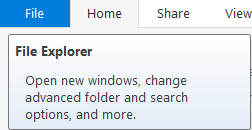 File Home Share View
File Explorer
Open new windows, change
advanced folder and search
options, and more.